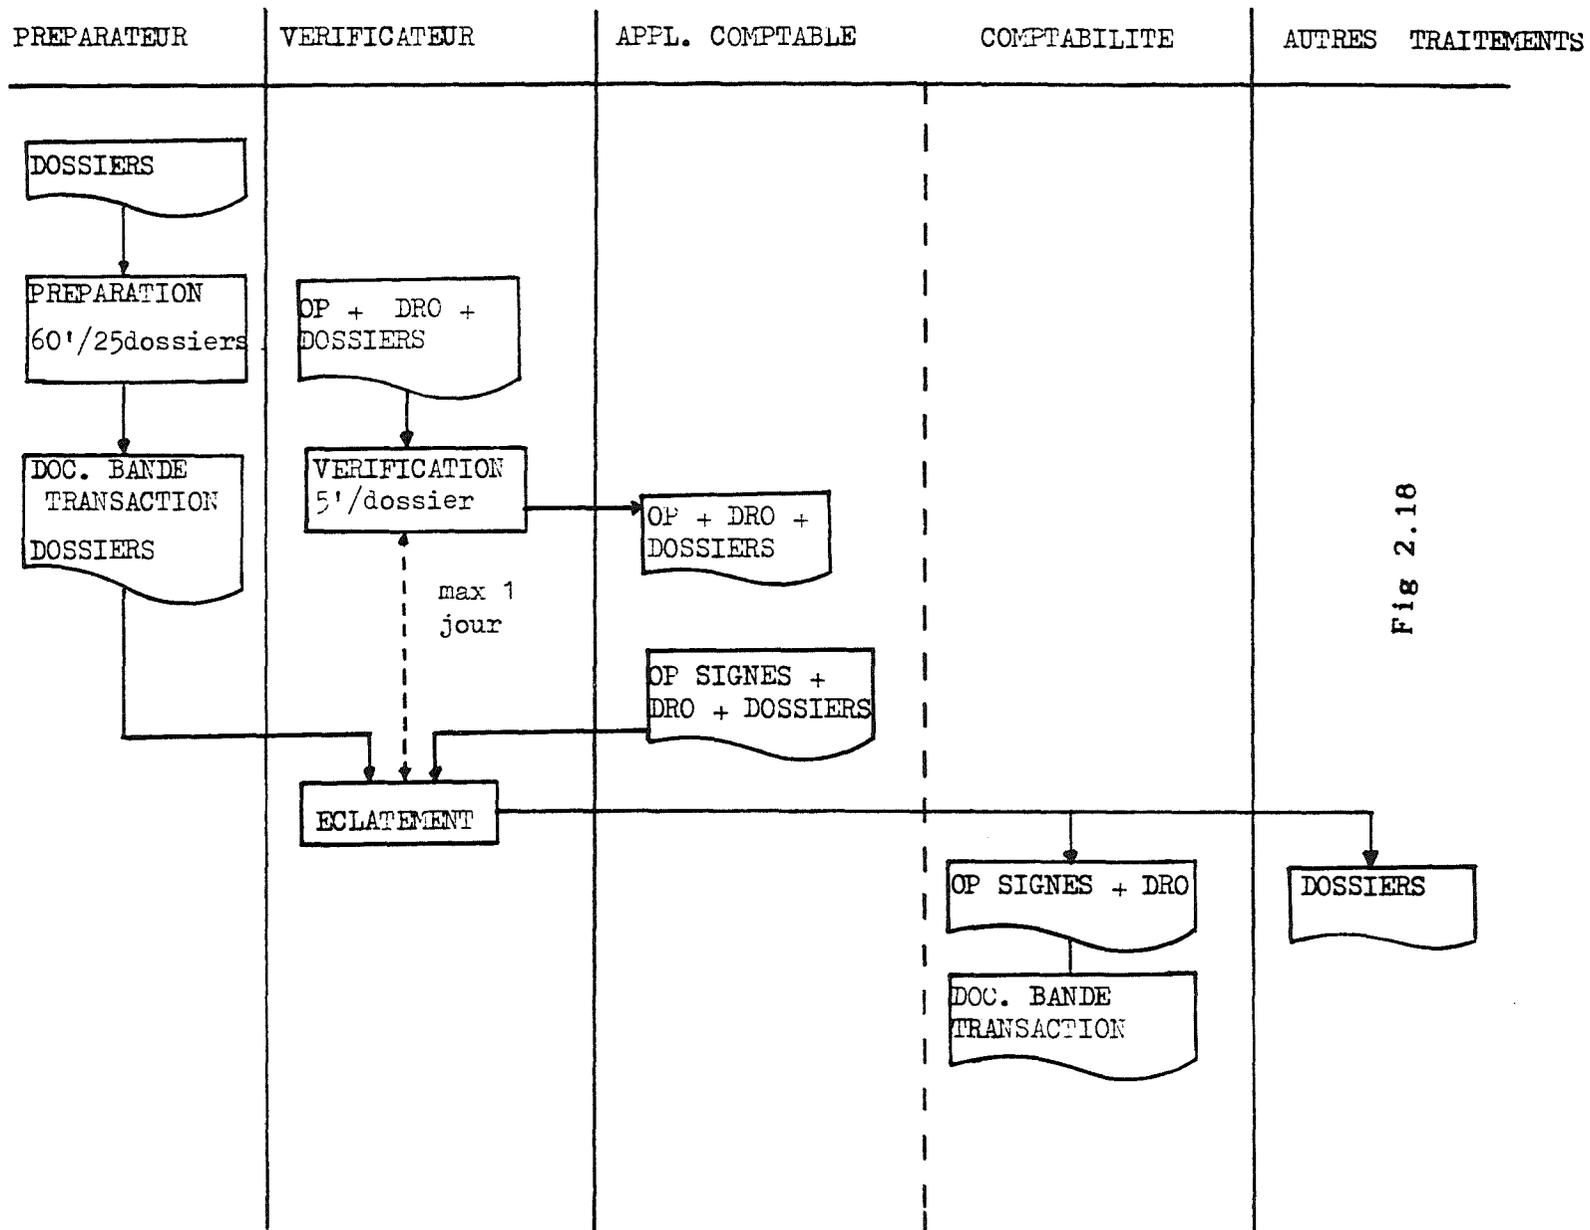 PREPARATEUR
VERIFICATEUR
APPL. COMPTABLE
COMPTABILITE
AUTRES TRAITEMENTS
DOSSIERS
PREPARATION
60'/25dossiers
DOC. BANDE
TRANSACTION
DOSSIERS
OP + DRO +
DOSSIERS
VERIFICATION
5'/dossier
max 1
jour
ECLATEMENT
OP + DRO +
DOSSIERS
OP SIGNES +
DRO + DOSSIERS
OP SIGNES + DRO
DOC. BANDE
TRANSACTION
DOSSIERS
Fig 2.18